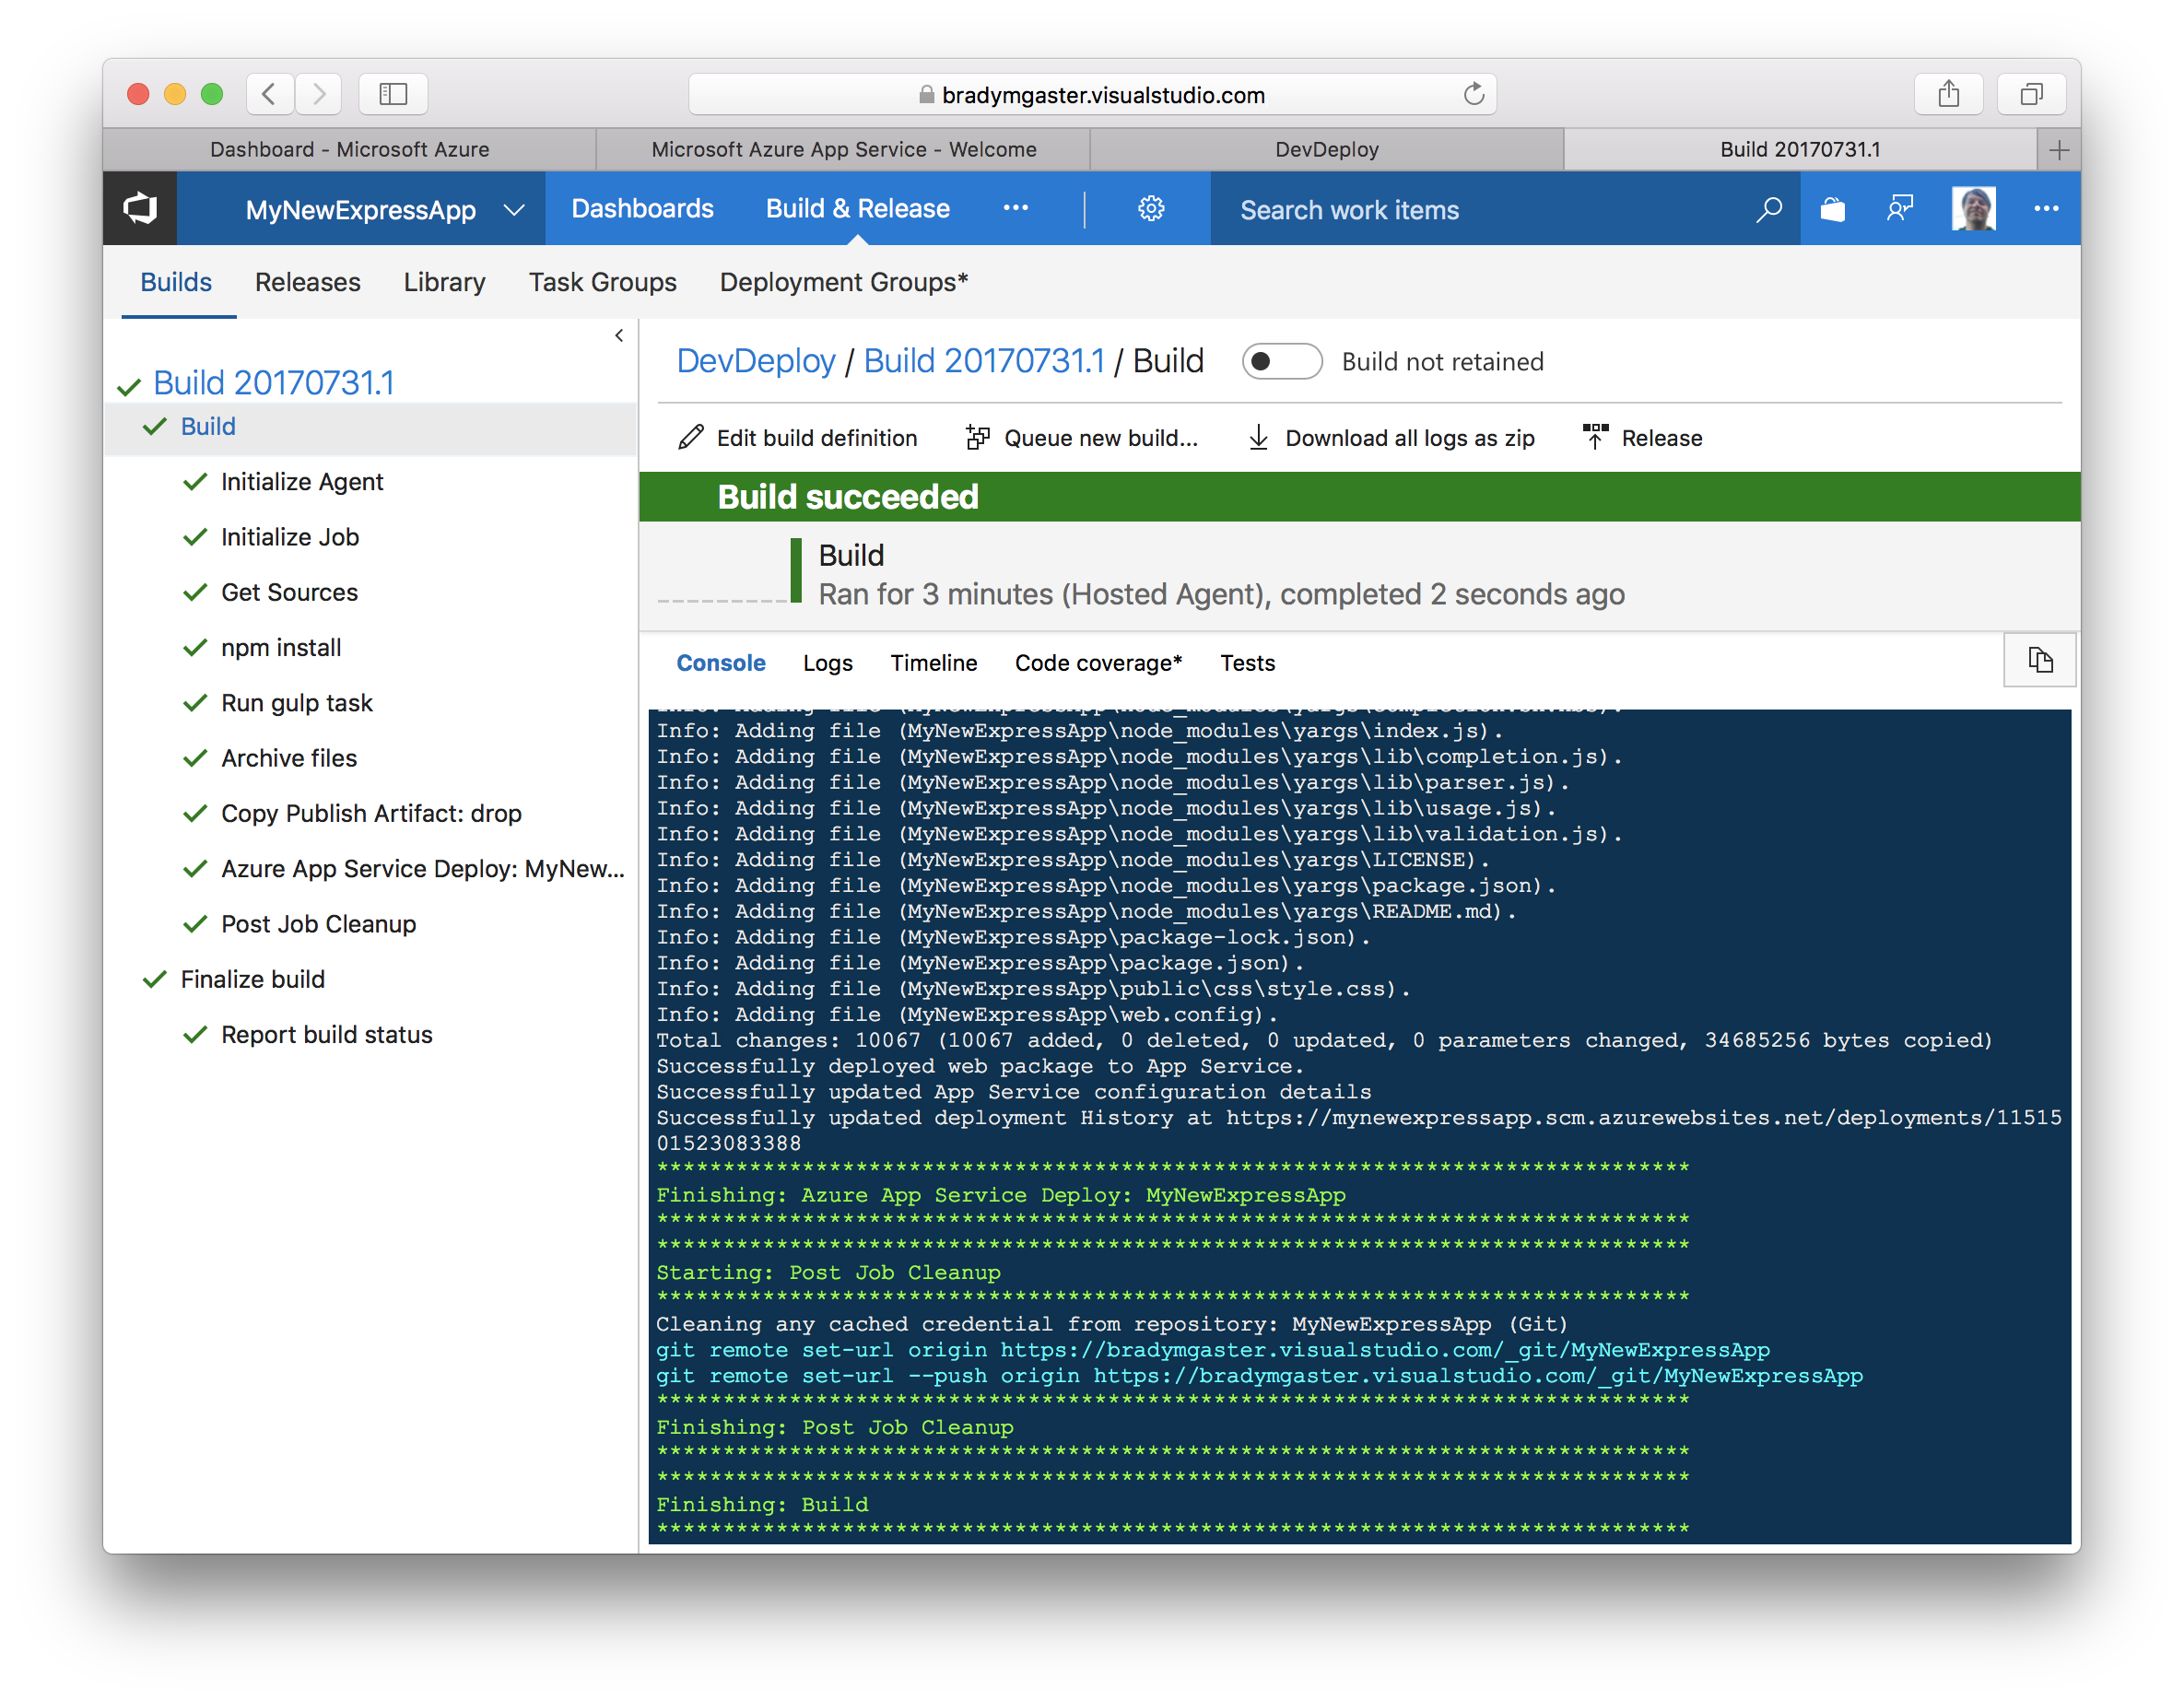 bradymgaster.visualstudio.com
Dashboard - Microsoft Azure
Microsoft Azure App Service - Welcome
DevDeploy
Build 20170731.1
MyNewExpressApp
Dashboards
Build & Release
Search work items
Builds
Releases
Library
Task Groups
Deployment Groups*
Build 20170731.1
Build
Initialize Agent
Initialize Job
Get Sources
npm install
Run gulp task
Archive files
Copy Publish Artifact: drop
Azure App Service Deploy: MyNew...
Post Job Cleanup
Finalize build
Report build status
DevDeploy / Build 20170731.1 / Build
Build not retained
Edit build definition
Queue new build...
Download all logs as zip
Release
Build succeeded
Build
Ran for 3 minutes (Hosted Agent), completed 2 seconds ago
Console
Logs
Timeline
Code coverage*
Tests
Info: Adding file (MyNewExpressApp\node_modules\yargs\index.js).
Info: Adding file (MyNewExpressApp\node_modules\yargs\lib\completion.js).
Info: Adding file (MyNewExpressApp\node_modules\yargs\lib\parser.js).
Info: Adding file (MyNewExpressApp\node_modules\yargs\lib\usage.js).
Info: Adding file (MyNewExpressApp\node_modules\yargs\lib\validation.js).
Info: Adding file (MyNewExpressApp\node_modules\yargs\LICENSE).
Info: Adding file (MyNewExpressApp\node_modules\yargs\package.json).
Info: Adding file (MyNewExpressApp\node_modules\yargs\README.md).
Info: Adding file (MyNewExpressApp\package-lock.json).
Info: Adding file (MyNewExpressApp\package.json).
Info: Adding file (MyNewExpressApp\public\css\style.css).
Info: Adding file (MyNewExpressApp\web.config).
Total changes: 10067 (10067 added, 0 deleted, 0 updated, 0 parameters changed, 34685256 bytes copied)
Successfully deployed web package to App Service.
Successfully updated App Service configuration details
Successfully updated deployment History at https://mynewexpressapp.scm.azurewebsites.net/deployments/11515
01523083388
******************************************************************************
Finishing: Azure App Service Deploy: MyNewExpressApp
******************************************************************************
******************************************************************************
Starting: Post Job Cleanup
******************************************************************************
Cleaning any cached credential from repository: MyNewExpressApp (Git)
git remote set-url origin https://bradymgaster.visualstudio.com/_git/MyNewExpressApp
git remote set-url --push origin https://bradymgaster.visualstudio.com/_git/MyNewExpressApp
******************************************************************************
Finishing: Post Job Cleanup
******************************************************************************
******************************************************************************
Finishing: Build
******************************************************************************